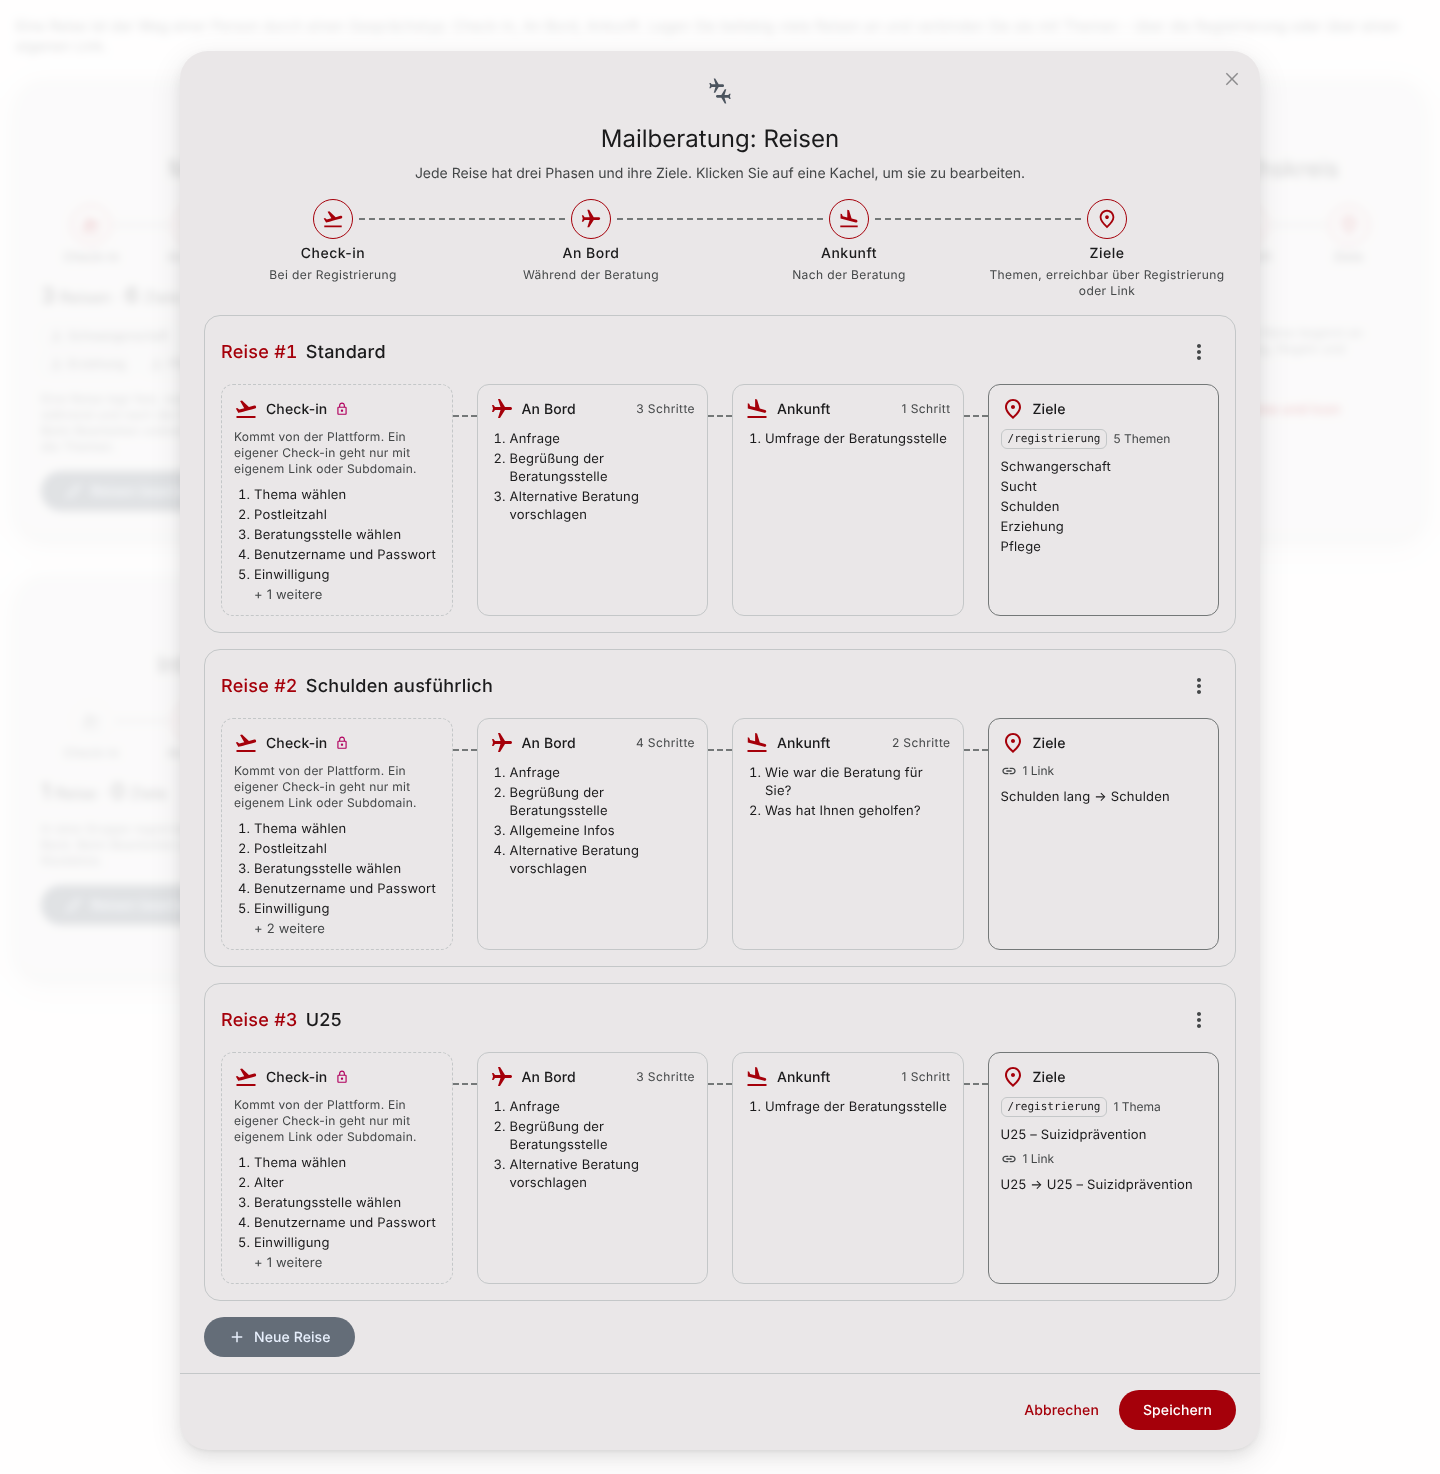 Mailberatung: Reisen
Jede Reise hat drei Phasen und ihre Ziele. Klicken Sie auf eine Kachel, um sie zu bearbeiten.
Check-in
Bei der Registrierung
An Bord
Während der Beratung
Ankunft
Nach der Beratung
Ziele
Themen, erreichbar über Registrierung
oder Link
Reise #1 Standard
Check-in
Kommt von der Plattform. Ein
eigener Check-in geht nur mit
eigenem Link oder Subdomain.
1. Thema wählen
2. Postleitzahl
3. Beratungsstelle wählen
4. Benutzername und Passwort
5. Einwilligung
+ 1 weitere
An Bord 3 Schritte
1. Anfrage
2. Begrüßung der
Beratungsstelle
3. Alternative Beratung
vorschlagen
Ankunft 1 Schritt
1. Umfrage der Beratungsstelle
Ziele
/registrierung 5 Themen
Schwangerschaft
Sucht
Schulden
Erziehung
Pflege
Reise #2 Schulden ausführlich
Check-in
Kommt von der Plattform. Ein
eigener Check-in geht nur mit
eigenem Link oder Subdomain.
1. Thema wählen
2. Postleitzahl
3. Beratungsstelle wählen
4. Benutzername und Passwort
5. Einwilligung
+ 2 weitere
An Bord 4 Schritte
1. Anfrage
2. Begrüßung der
Beratungsstelle
3. Allgemeine Infos
4. Alternative Beratung
vorschlagen
Ankunft 2 Schritte
1. Wie war die Beratung für
Sie?
2. Was hat Ihnen geholfen?
Ziele
1 Link
Schulden lang → Schulden
Reise #3 U25
Check-in
Kommt von der Plattform. Ein
eigener Check-in geht nur mit
eigenem Link oder Subdomain.
1. Thema wählen
2. Alter
3. Beratungsstelle wählen
4. Benutzername und Passwort
5. Einwilligung
+ 1 weitere
An Bord 3 Schritte
1. Anfrage
2. Begrüßung der
Beratungsstelle
3. Alternative Beratung
vorschlagen
Ankunft 1 Schritt
1. Umfrage der Beratungsstelle
Ziele
/registrierung 1 Thema
U25 – Suizidprävention
1 Link
U25 → U25 – Suizidprävention
+ Neue Reise
Abbrechen
Speichern